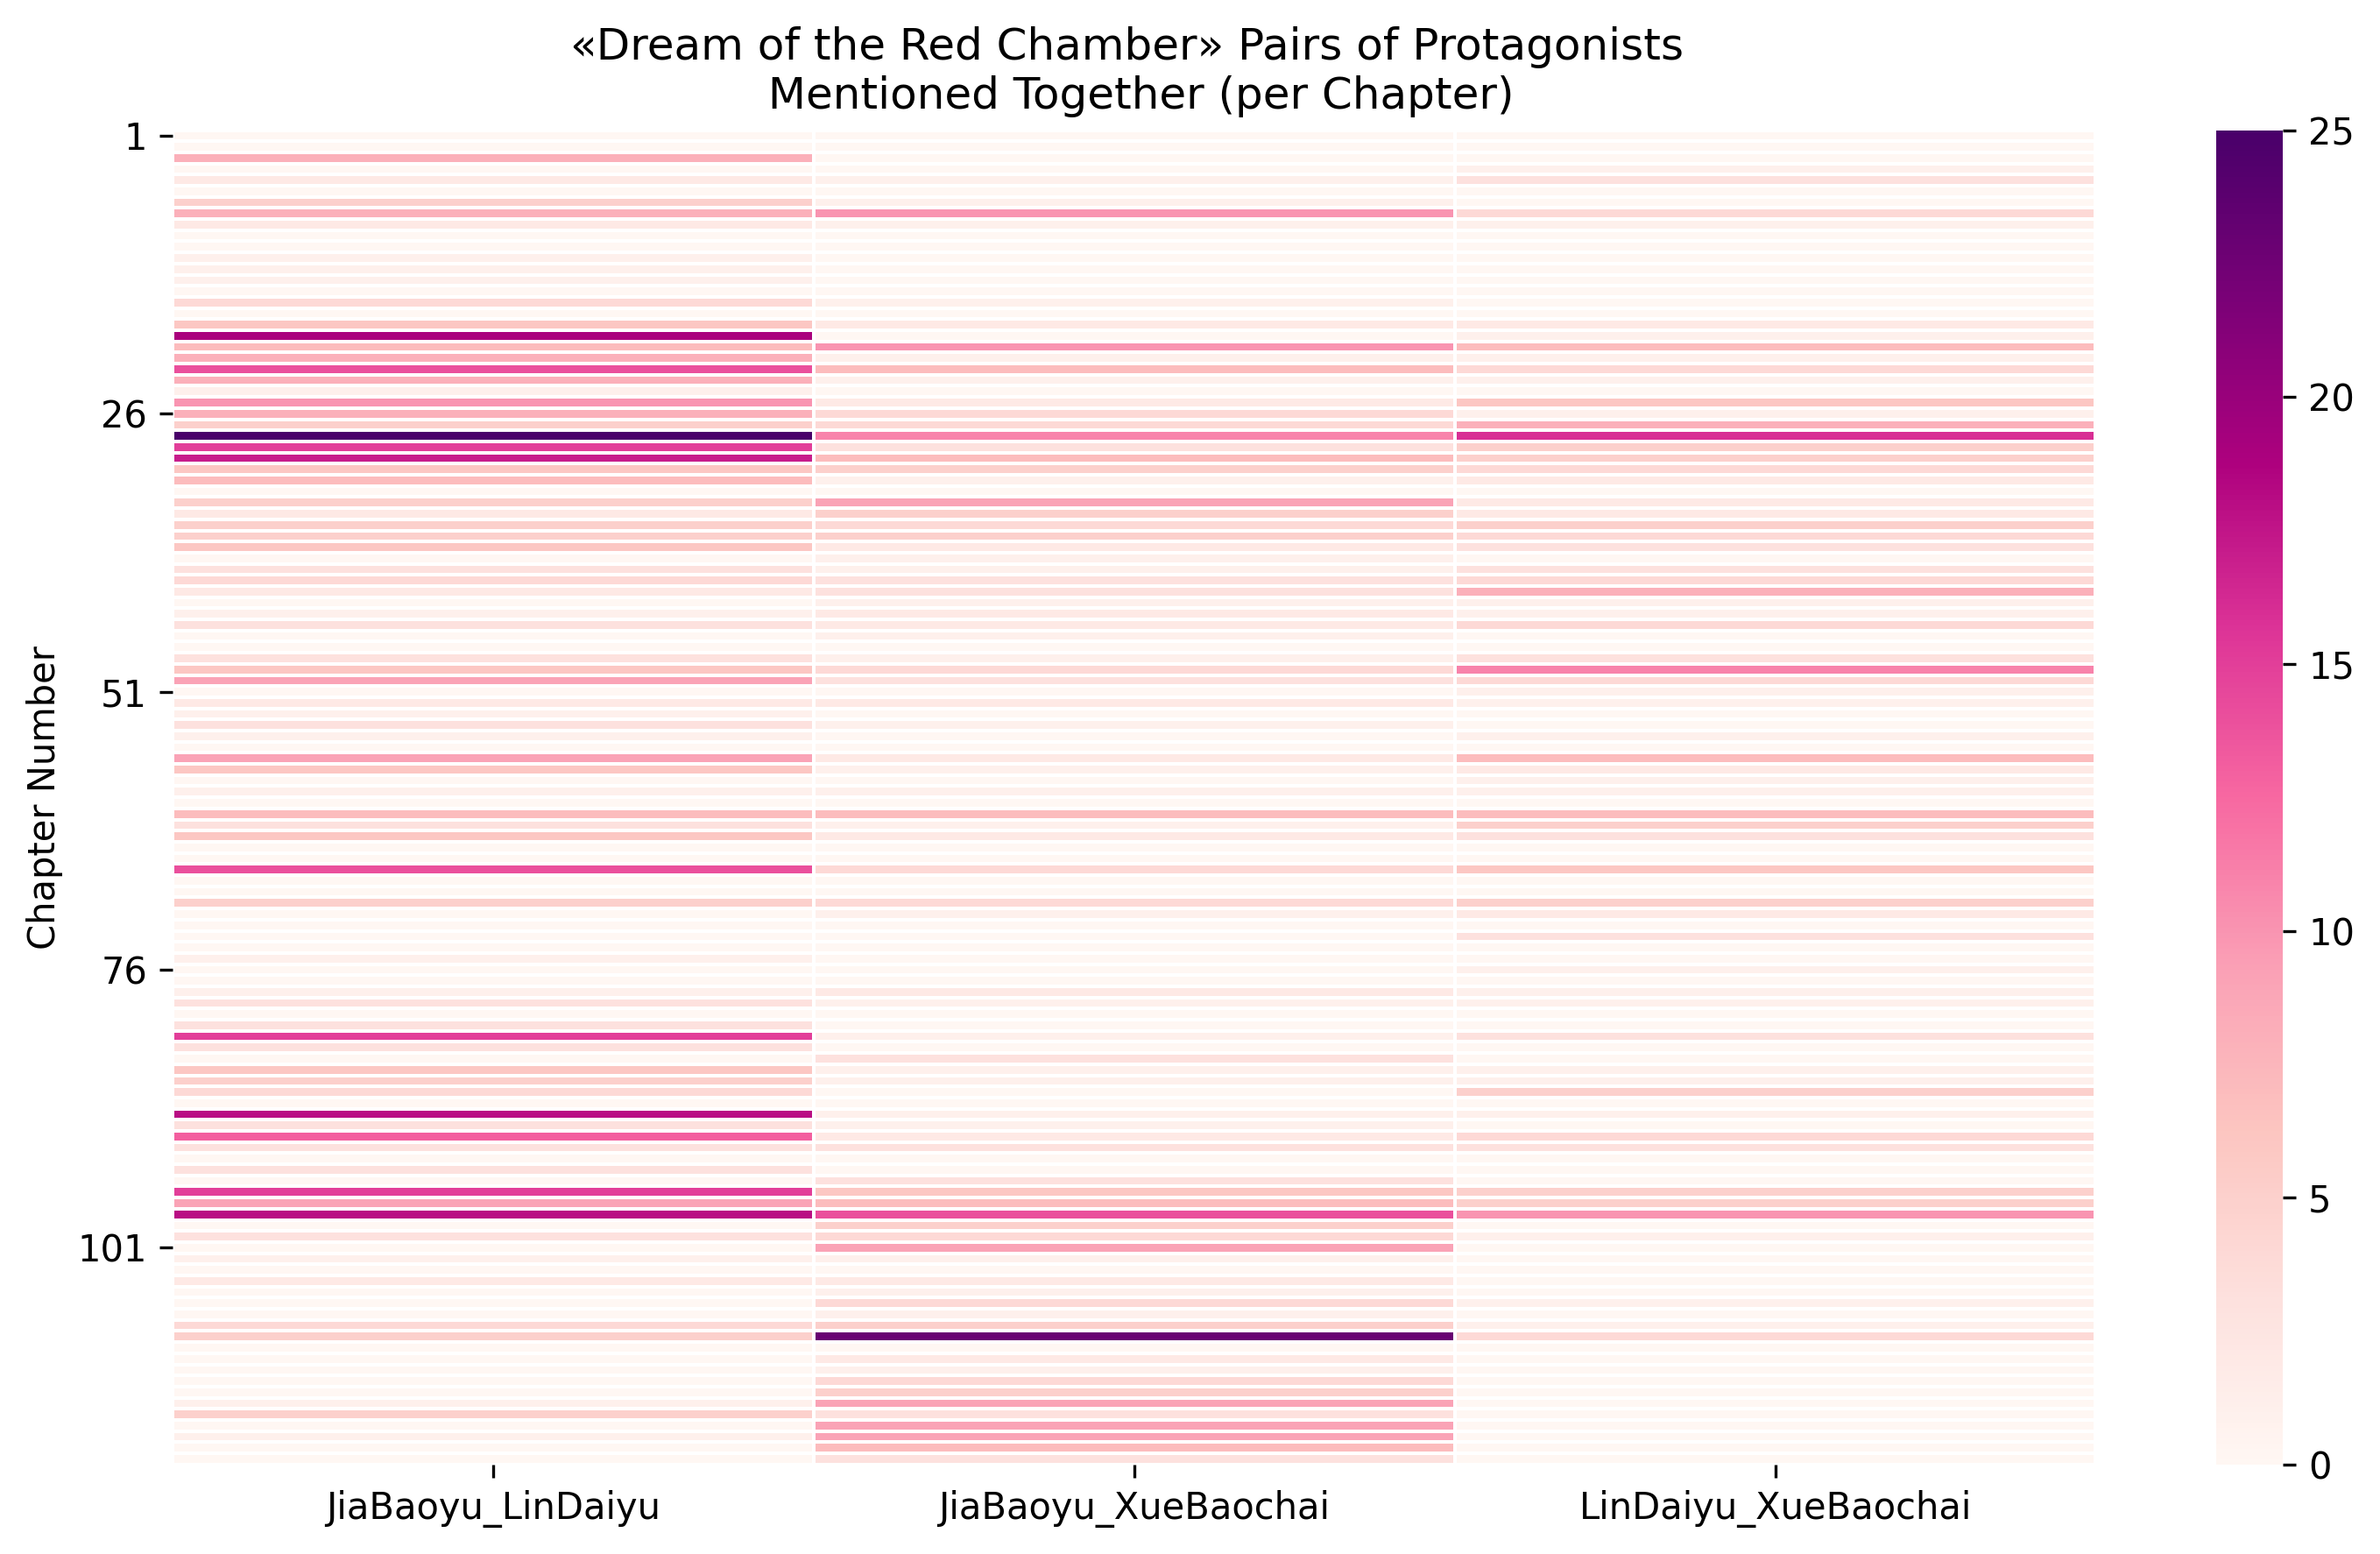 «Dream of the Red Chamber» Pairs of Protagonists
Mentioned Together (per Chapter)
Chapter Number
1
26
51
76
101
JiaBaoyu_LinDaiyu
JiaBaoyu_XueBaochai
LinDaiyu_XueBaochai
25
20
15
10
5
0